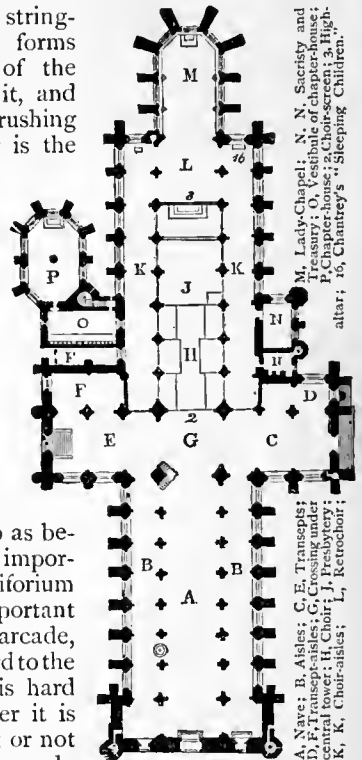 string-
forms
of the
it, and
rushing
is the
M
16
L
3
K
K
P
J
O
N
F
H
N
F
D
2
E
G
C
B
B
A
as be-
impor-
iforium
portant
arcade,
d to the
is hard
er it is
or not
A, Nave; B, Aisles; C, E, Transepts;
D, F, Transept-aisles; G, Crossing under
central tower; H, Choir; J, Presbytery;
K, K, Choir-aisles; L, Retrochoir;
M, Lady-Chapel; N, N, Sacristy and
Treasury; O, Vestibule of chapter-house;
P, Chapter-house; 2, Choir-screen; 3, High-
altar; 16, Chantrey's "Sleeping Children."